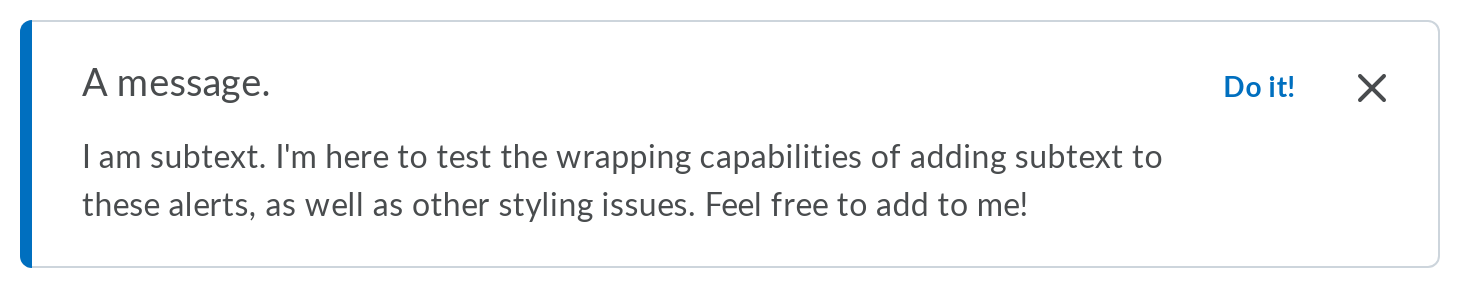 A message.
Do it!
I am subtext. I'm here to test the wrapping capabilities of adding subtext to
these alerts, as well as other styling issues. Feel free to add to me!